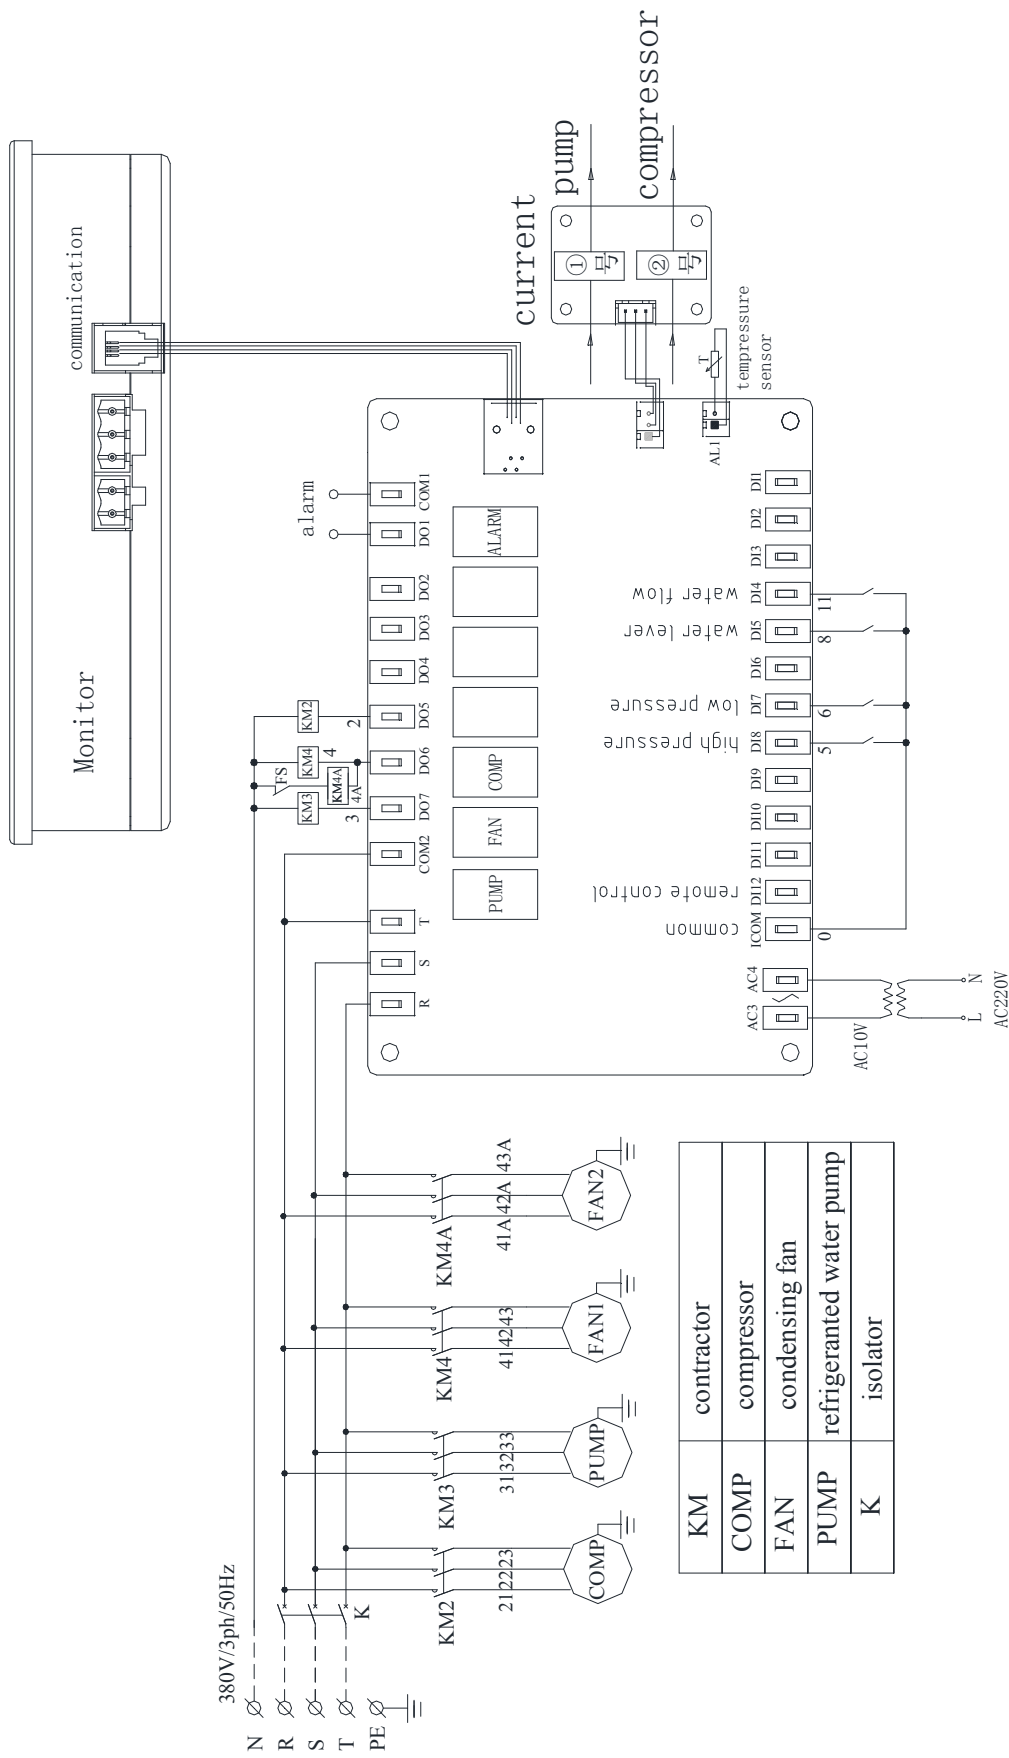 380V/3ph/50Hz
N
R
S
T
PE
K
KM2
212223
COMP
KM3
313233
PUMP
KM4
414243
FAN1
KM4A
41A 42A 43A
FAN2
KM contractor
COMP compressor
FAN condensing fan
PUMP refrigeranted water pump
K isolator
Monitor
communication
KM3
KM4A
KM4
KM2
FS
3
4A
4
2
alarm
R
S
T
COM2
DO7
DO6
DO5
DO4
DO3
DO2
DO1
COM1
PUMP
FAN
COMP
ALARM
common
remote control
high pressure
low pressure
water lever
water flow
AC3
AC4
ICOM
DI12
DI11
DI10
DI9
DI8
DI7
DI6
DI5
DI4
DI3
DI2
DI1
0
5
6
8
11
AC10V
L
N
AC220V
AL1
T
tempressure
sensor
current
pump
compressor
①号
②号